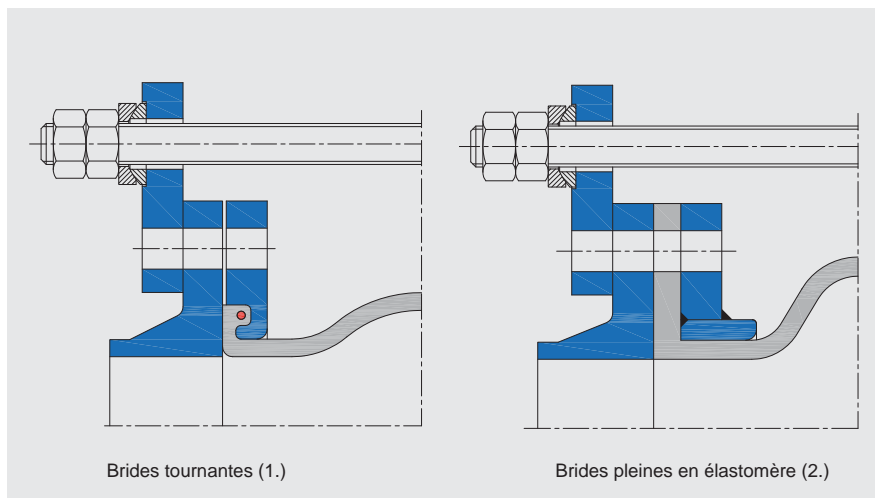 Brides tournantes (1.)
Brides pleines en élastomère (2.)